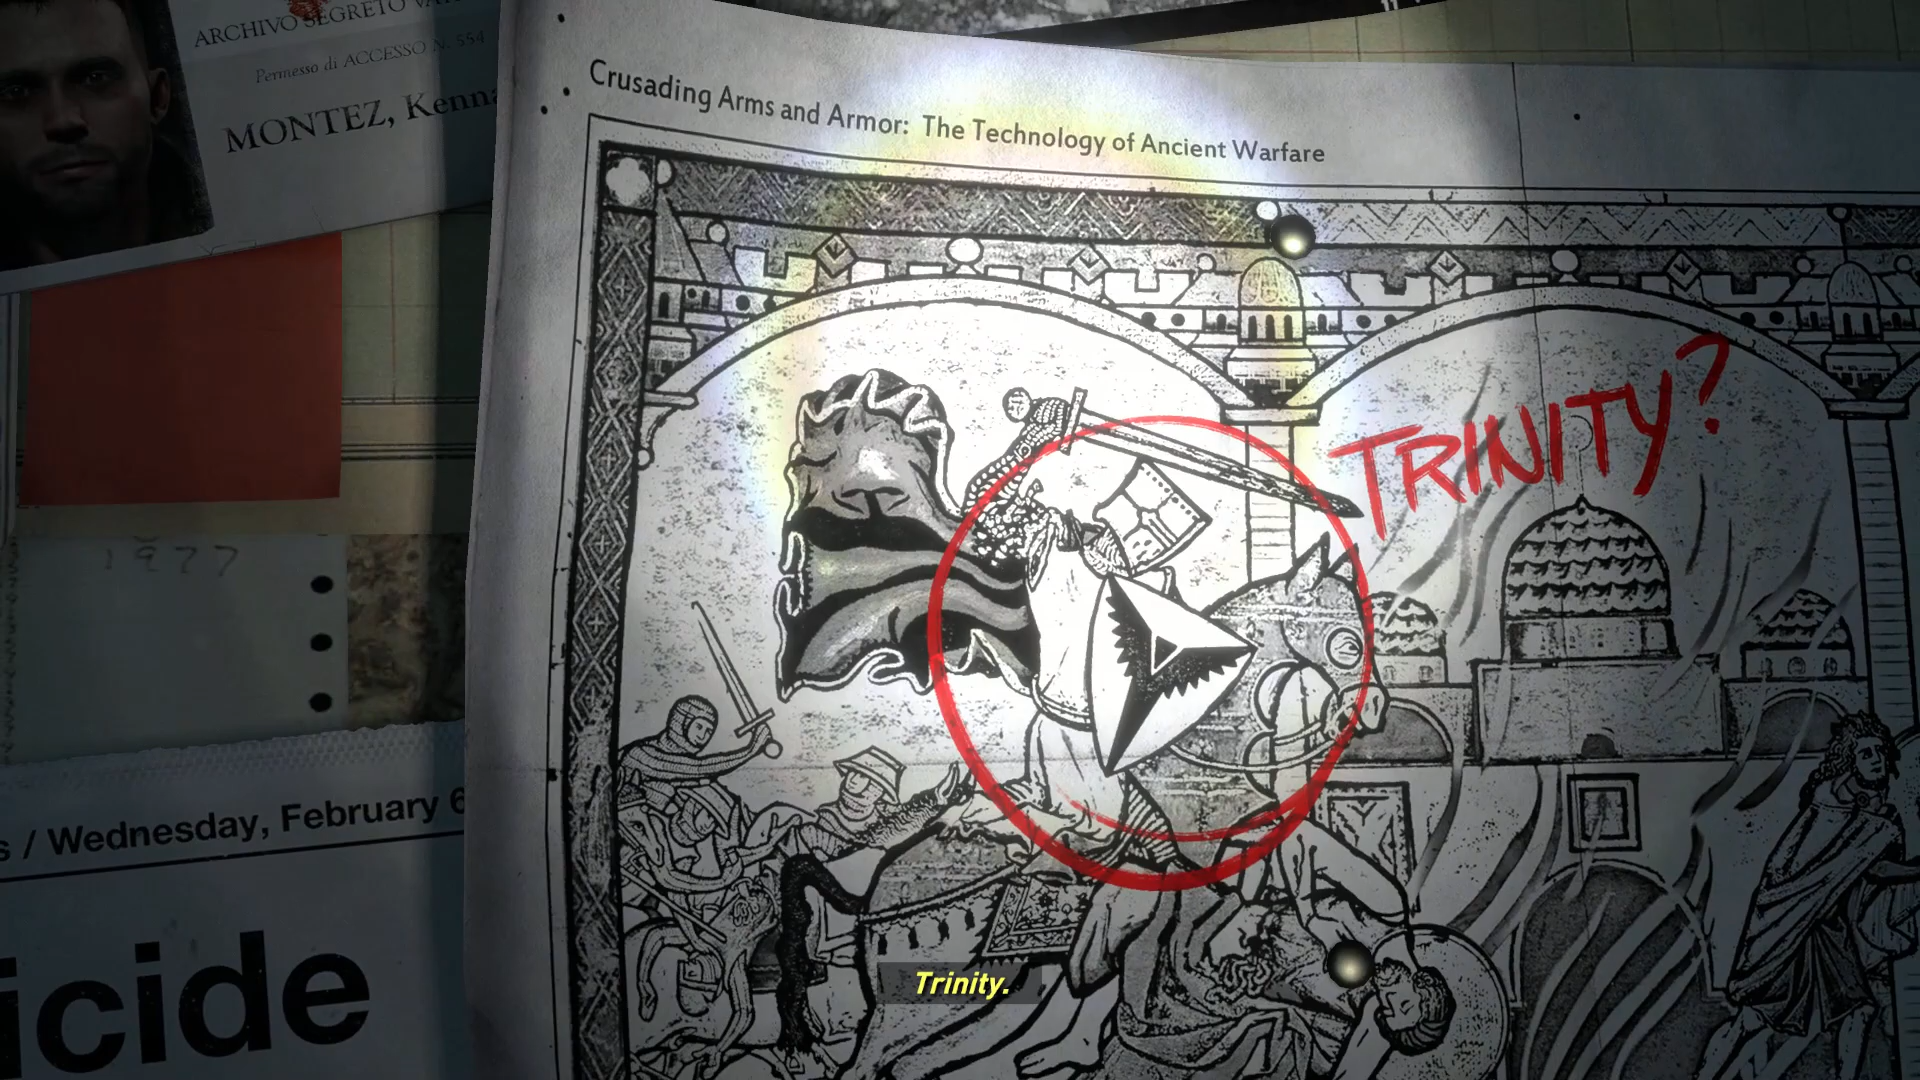 ARCHIVO SEGRETO
Permesso di ACCESSO N. 554
MONTEZ, Kenna
Crusading Arms and Armor: The Technology of Ancient Warfare
TRINITY?
1977
s / Wednesday, February 6
icide
Trinity.